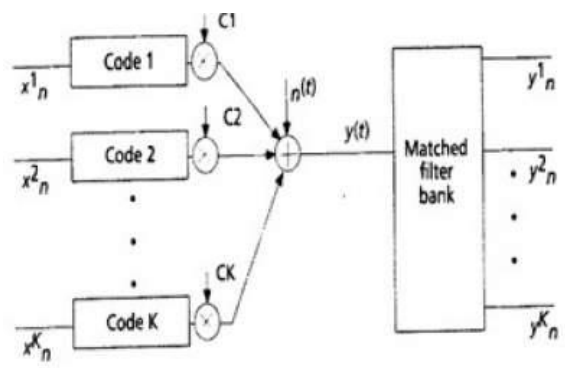 C1
Code 1
x¹ₙ
n(t)
C2
Code 2
x²ₙ
y(t)
Matched
filter
bank
y¹ₙ
y²ₙ
CK
Code K
xᴷₙ
yᴷₙ